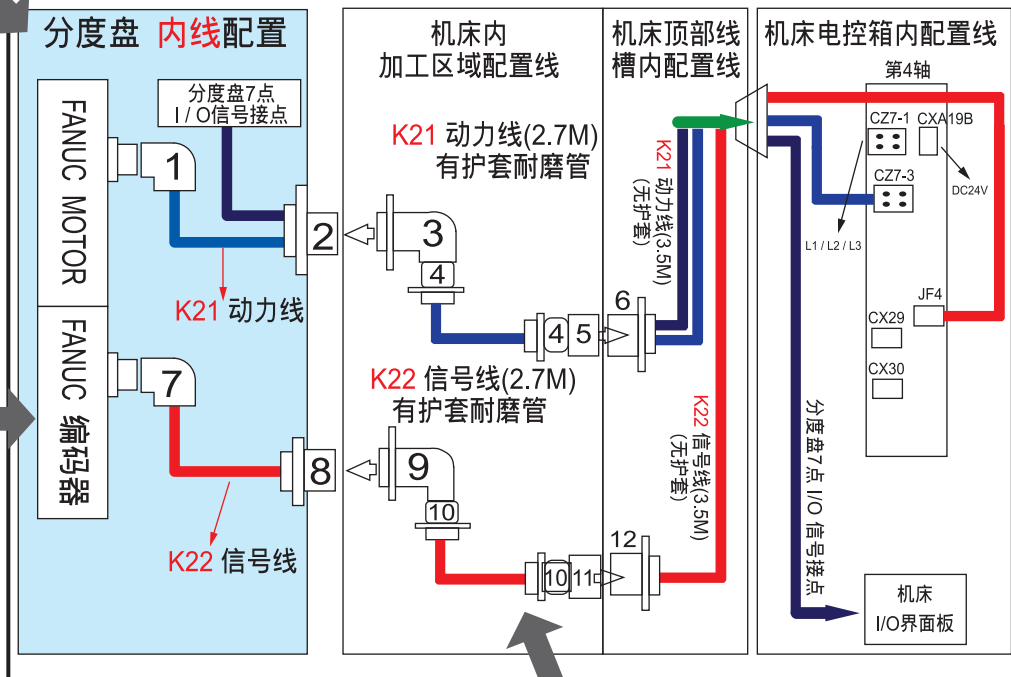 分度盘 内线配置
FANUC MOTOR
FANUC 编码器
分度盘7点
I / O信号接点
1
2
K21 动力线
7
8
K22 信号线
机床内
加工区域配置线
K21 动力线(2.7M)
有护套耐磨管
3
4
4
5
K22 信号线(2.7M)
有护套耐磨管
9
10
10
11
机床顶部线
槽内配置线
K21 动力线(3.5M)
(无护套)
6
K22 信号线(3.5M)
(无护套)
12
机床电控箱内配置线
第4轴
CZ7-1
CXA19B
CZ7-3
DC24V
L1 / L2 / L3
JF4
CX29
CX30
分度盘7点 I/O 信号接点
机床
I/O界面板